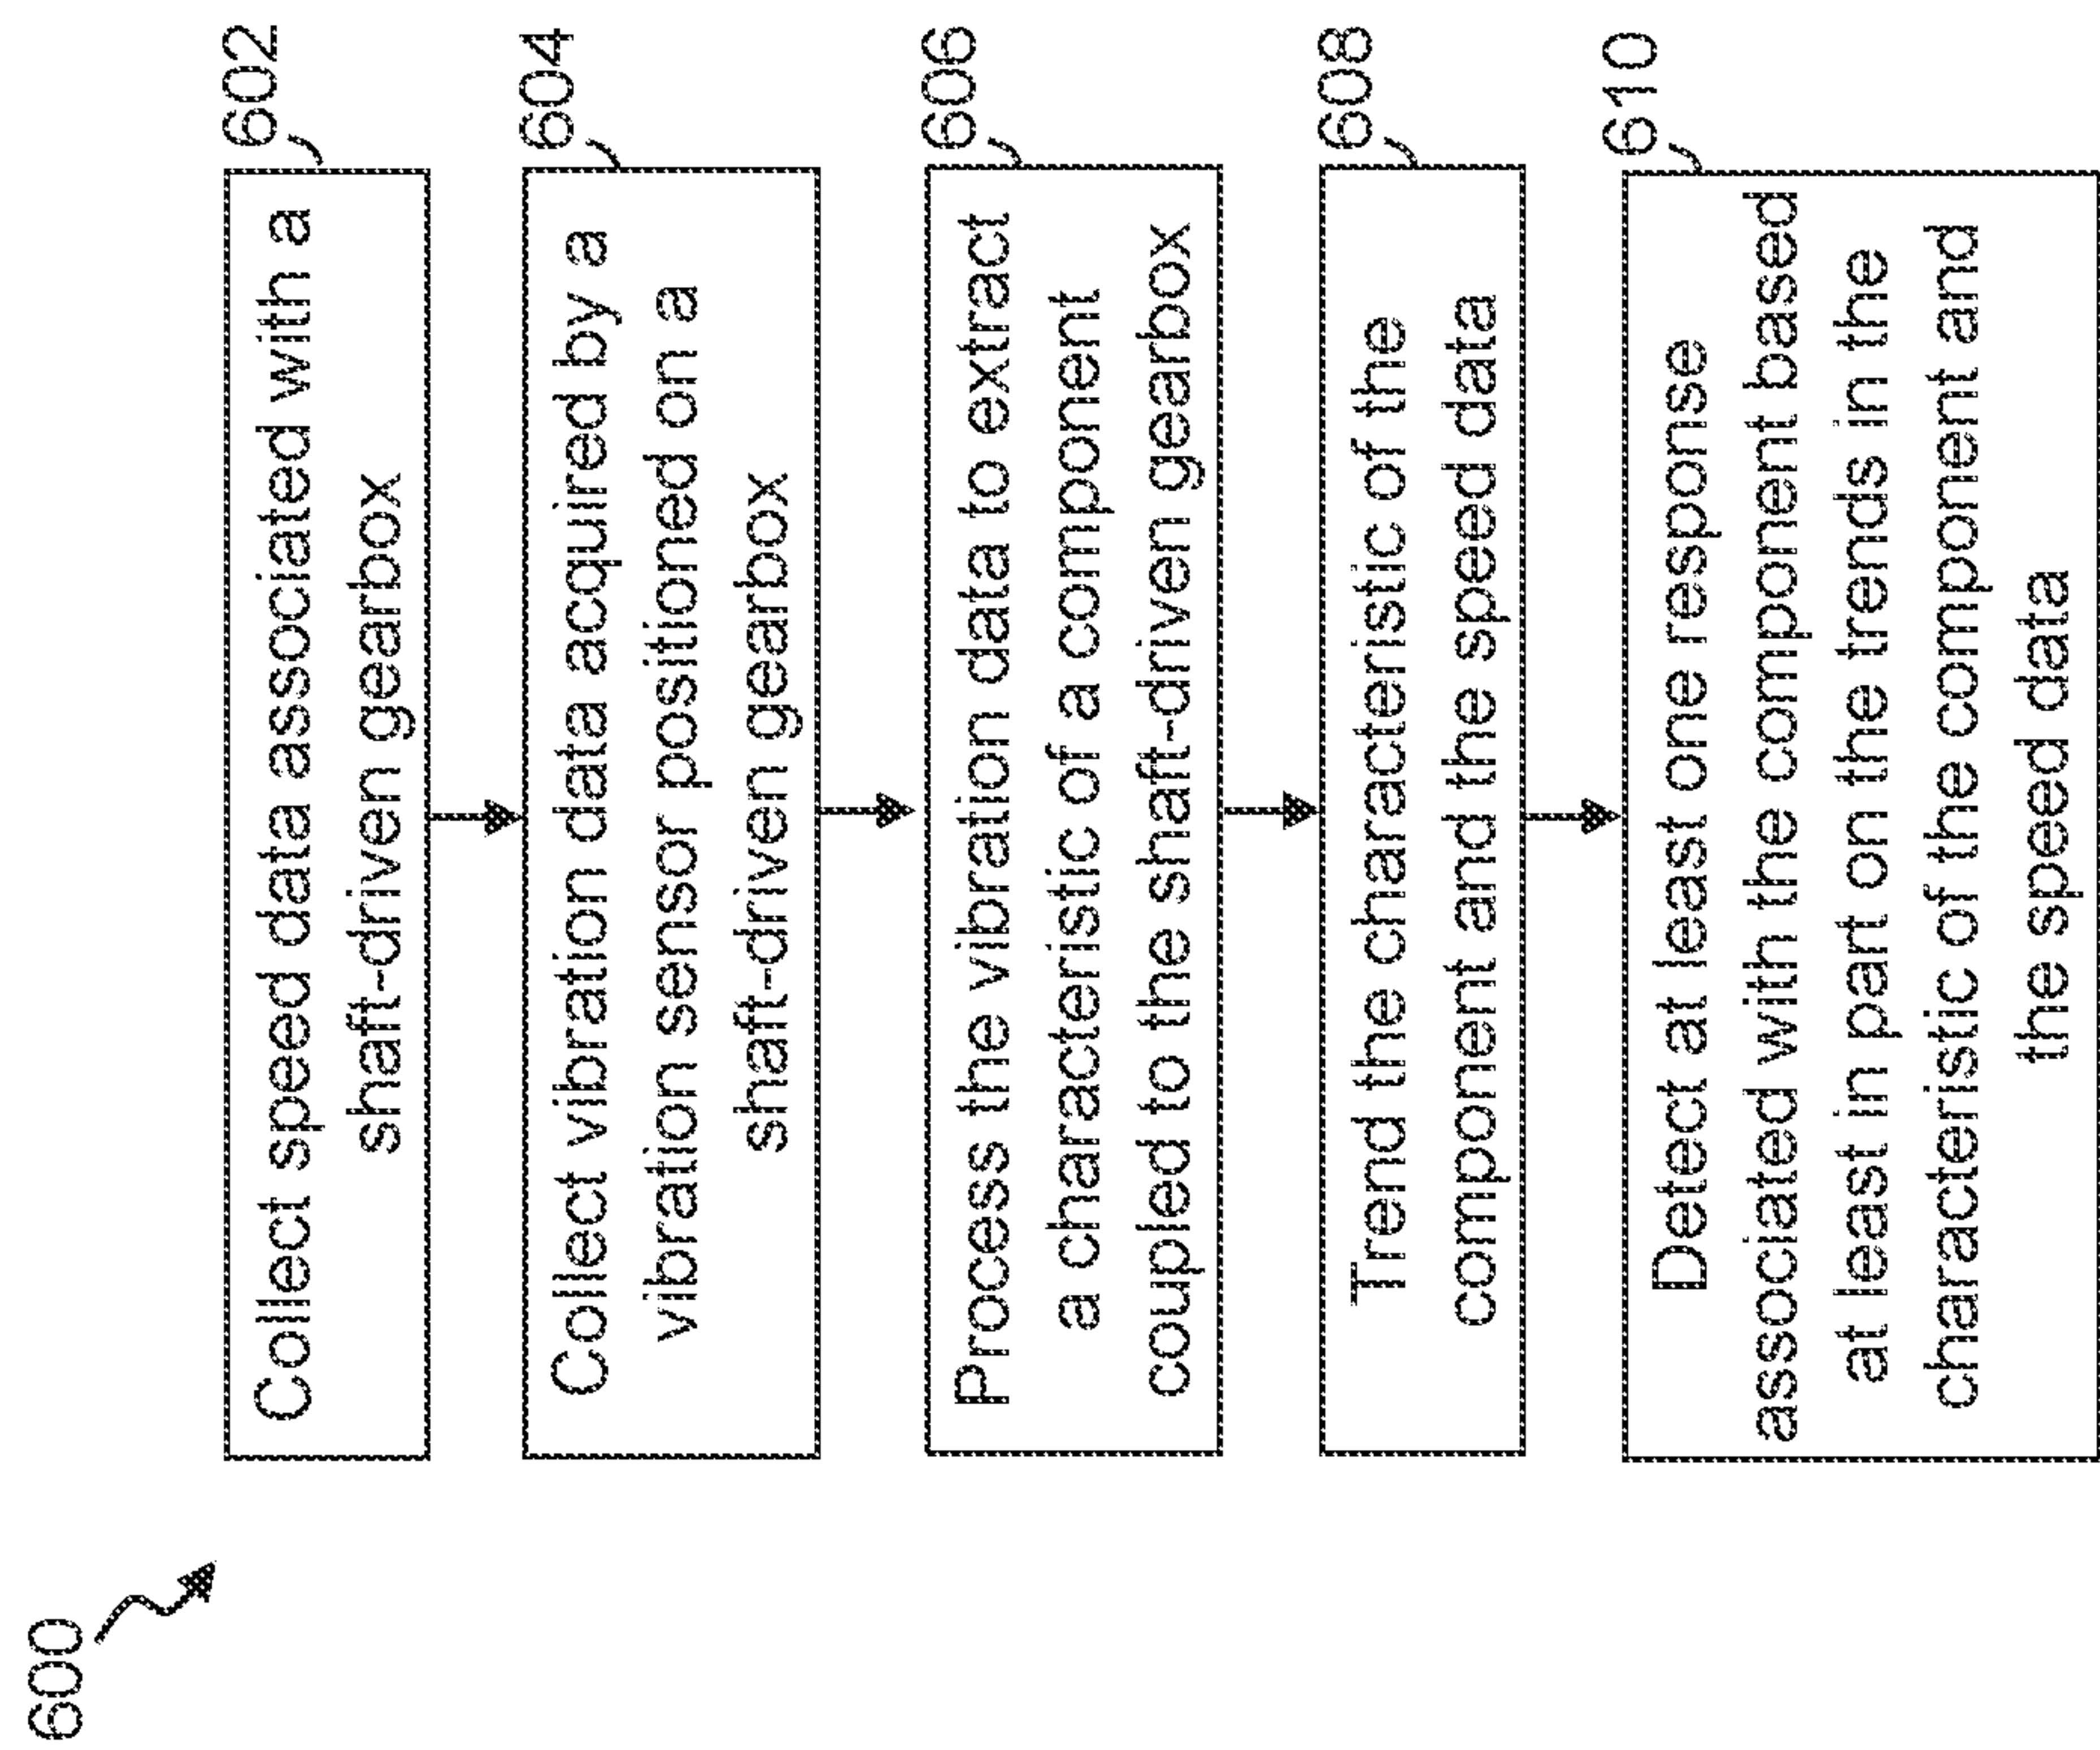 600
602
Collect speed data associated with a
shaft-driven gearbox
604
Collect vibration data acquired by a
vibration sensor positioned on a
shaft-driven gearbox
606
Process the vibration data to extract
a characteristic of a component
coupled to the shaft-driven gearbox
608
Trend the characteristic of the
component and the speed data
610
Detect at least one response
associated with the component based
at least in part on the trends in the
characteristic of the component and
the speed data